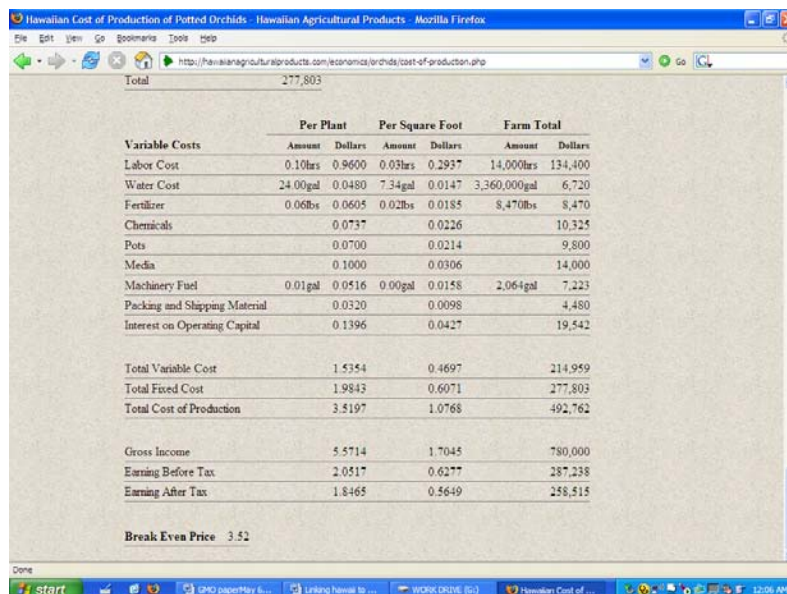 Hawaiian Cost of Production of Potted Orchids - Hawaiian Agricultural Products - Mozilla Firefox
File Edit View Go Bookmarks Tools Help
http://hawaiianagriculturalproducts.com/economics/orchids/cost-of-production.php Go
Total 277,803
Per Plant Per Square Foot Farm Total
Variable Costs Amount Dollars Amount Dollars Amount Dollars
Labor Cost 0.10hrs 0.9600 0.03hrs 0.2937 14,000hrs 134,400
Water Cost 24.00gal 0.0480 7.34gal 0.0147 3,360,000gal 6,720
Fertilizer 0.06lbs 0.0605 0.02lbs 0.0185 8,470lbs 8,470
Chemicals 0.0737 0.0226 10,325
Pots 0.0700 0.0214 9,800
Media 0.1000 0.0306 14,000
Machinery Fuel 0.01gal 0.0516 0.00gal 0.0158 2,064gal 7,223
Packing and Shipping Material 0.0320 0.0098 4,480
Interest on Operating Capital 0.1396 0.0427 19,542
Total Variable Cost 1.5354 0.4697 214,959
Total Fixed Cost 1.9843 0.6071 277,803
Total Cost of Production 3.5197 1.0768 492,762
Gross Income 5.5714 1.7045 780,000
Earning Before Tax 2.0517 0.6277 287,238
Earning After Tax 1.8465 0.5649 258,515
Break Even Price 3.52
Done
start GMO paperMay 6... Linking hawaii to ... WORK DRIVE (G:) Hawaiian Cost of ... 12:06 AM